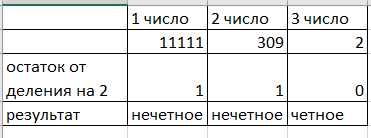 1 число 2 число 3 число
11111 309 2
остаток от
деления на 2 1 1 0
результат нечетное нечетное четное